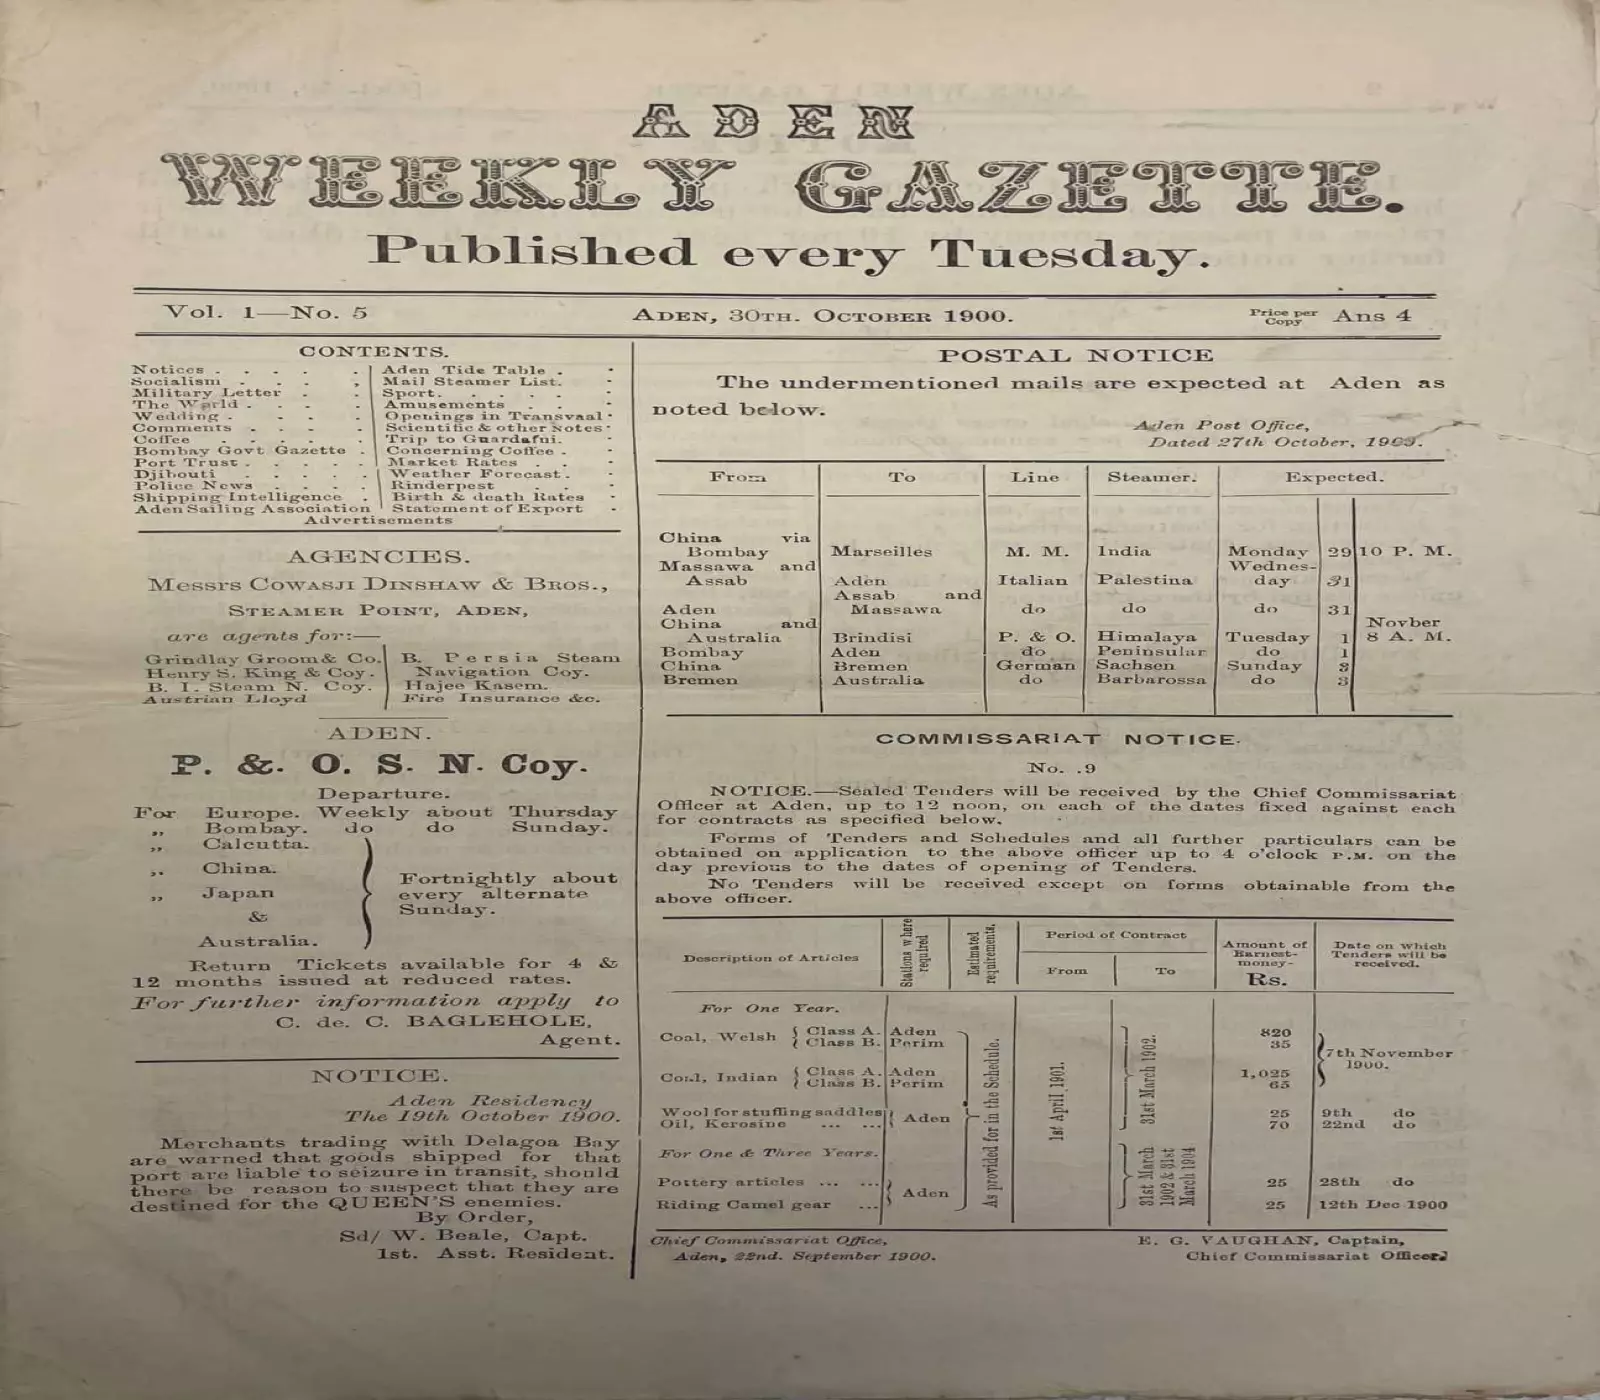 ADEN
WEEKLY GAZETTE.
Published every Tuesday.
Vol. 1—No. 5 ADEN, 30TH. OCTOBER 1900. Price per Copy Ans 4
CONTENTS.
Notices . . . . . Aden Tide Table . .
Socialism . . . , Mail Steamer List. .
Military Letter . . Sport. . . . . .
The World . . . . Amusements . . .
Wedding . . . . Openings in Transvaal .
Comments . . . . Scientific & other Notes .
Coffee . . . . . Trip to Guardafui. .
Bombay Govt Gazette . Concerning Coffee . .
Port Trust . . . . . Market Rates . . .
Djibouti . . . . . Weather Forecast . .
Police News . . . . Rinderpest . . .
Shipping Intelligence . Birth & death Rates .
Aden Sailing Association Statement of Export .
Advertisements
AGENCIES.
Messrs COWASJI DINSHAW & BROS.,
STEAMER POINT, ADEN,
are agents for:—
Grindlay Groom & Co. B. Persia Steam
Henry S. King & Coy. Navigation Coy.
B. I. Steam N. Coy. Hajee Kasem.
Austrian Lloyd Fire Insurance &c.
ADEN.
P. &. O. S. N. Coy.
Departure.
For Europe. Weekly about Thursday
„ Bombay. do do Sunday.
„ Calcutta.
„ China.
Fortnightly about
„ Japan every alternate
& Sunday.
Australia.
Return Tickets available for 4 &
12 months issued at reduced rates.
For further information apply to
C. de. C. BAGLEHOLE,
Agent.
NOTICE.
Aden Residency
The 19th October 1900.
Merchants trading with Delagoa Bay
are warned that goods shipped for that
port are liable to seizure in transit, should
there be reason to suspect that they are
destined for the QUEEN'S enemies.
By Order,
Sd/ W. Beale, Capt.
1st. Asst. Resident.
POSTAL NOTICE
The undermentioned mails are expected at Aden as
noted below.
Aden Post Office,
Dated 27th October,
From To Line Steamer. Expected.
China via
Bombay Marseilles M. M. India Monday 29 10 P. M.
Massawa and Wednes-
Assab Aden Italian Palestina day 31
Assab and
Aden Massawa do do do 31
China and Novber
Australia Brindisi P. & O. Himalaya Tuesday 1 8 A. M.
Bombay Aden do Peninsular do 1
China Bremen German Sachsen Sunday 3
Bremen Australia do Barbarossa do 3
COMMISSARIAT NOTICE.
No. .9
NOTICE.—Sealed Tenders will be received by the Chief Commissariat
Officer at Aden, up to 12 noon, on each of the dates fixed against each
for contracts as specified below.
Forms of Tenders and Schedules and all further particulars can be
obtained on application to the above officer up to 4 o'clock P.M. on the
day previous to the dates of opening of Tenders.
No Tenders will be received except on forms obtainable from the
above officer.
Description of Articles
Stations where required
Estimated requirements.
Period of Contract
From To
Amount of Earnest-money-
Rs.
Date on which Tenders will be received.
For One Year.
Coal, Welsh Class A. Aden 820
Class B. Perim 35
7th November 1900.
Coal, Indian Class A. Aden 1,025
Class B. Perim 65
Wool for stuffing saddles Aden 25 9th do
Oil, Kerosine ... ... 70 22nd do
For One & Three Years.
Pottery articles ... ... Aden 25 28th do
Riding Camel gear ... 25 12th Dec 1900
As provided for in the Schedule.
1st April 1901.
31st March 1902.
31st March
1902 & 31st
March 1904
Chief Commissariat Office,
Aden, 22nd. September 1900.
E. G. VAUGHAN, Captain,
Chief Commissariat Officer.